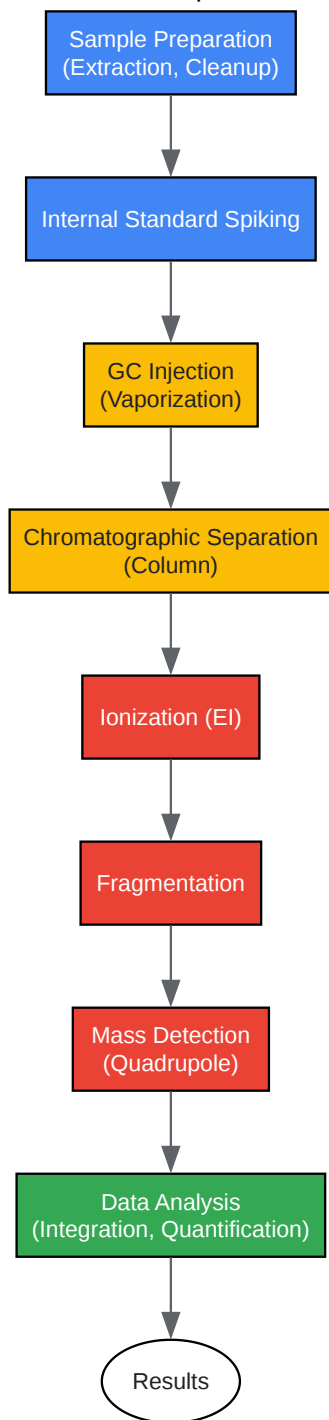 Sample Preparation
(Extraction, Cleanup)
Internal Standard Spiking
GC Injection
(Vaporization)
Chromatographic Separation
(Column)
Ionization (EI)
Fragmentation
Mass Detection
(Quadrupole)
Data Analysis
(Integration, Quantification)
Results